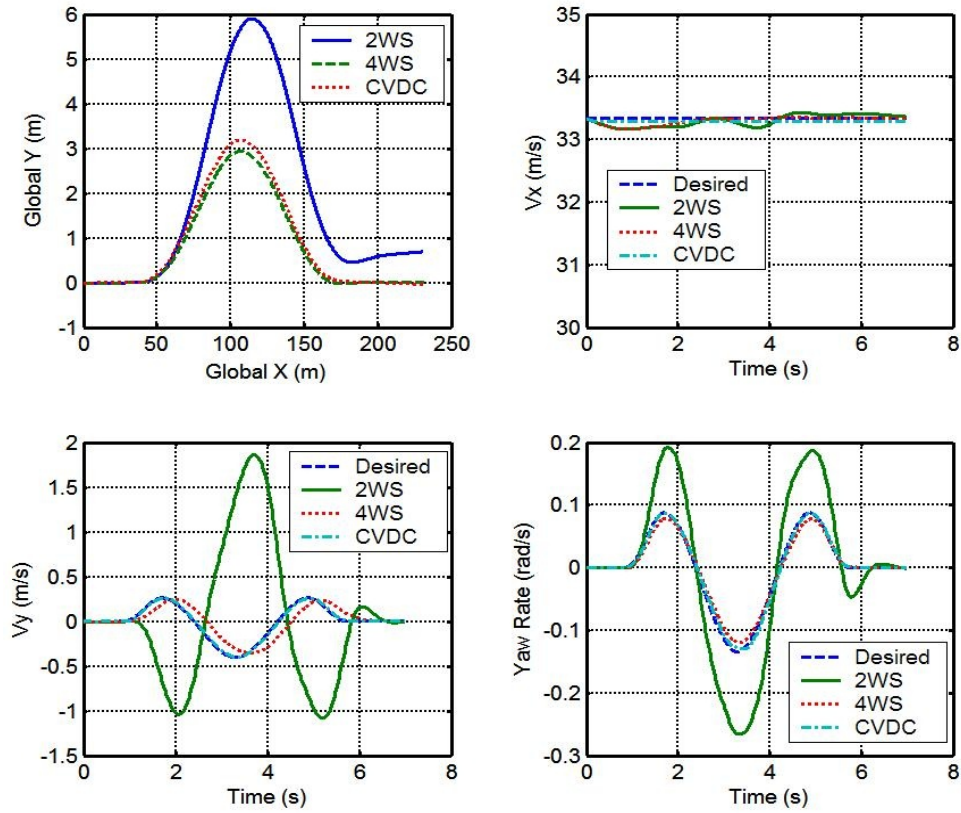 6
5
4
3
2
1
0
-1
Global Y (m)
2WS
4WS
CVDC
0 50 100 150 200 250
Global X (m)
35
34
33
32
31
30
Vx (m/s)
Desired
2WS
4WS
CVDC
0 2 4 6 8
Time (s)
2
1.5
1
0.5
0
-0.5
-1
-1.5
Vy (m/s)
Desired
2WS
4WS
CVDC
0 2 4 6 8
Time (s)
0.2
0.1
0
-0.1
-0.2
-0.3
Yaw Rate (rad/s)
Desired
2WS
4WS
CVDC
0 2 4 6 8
Time (s)